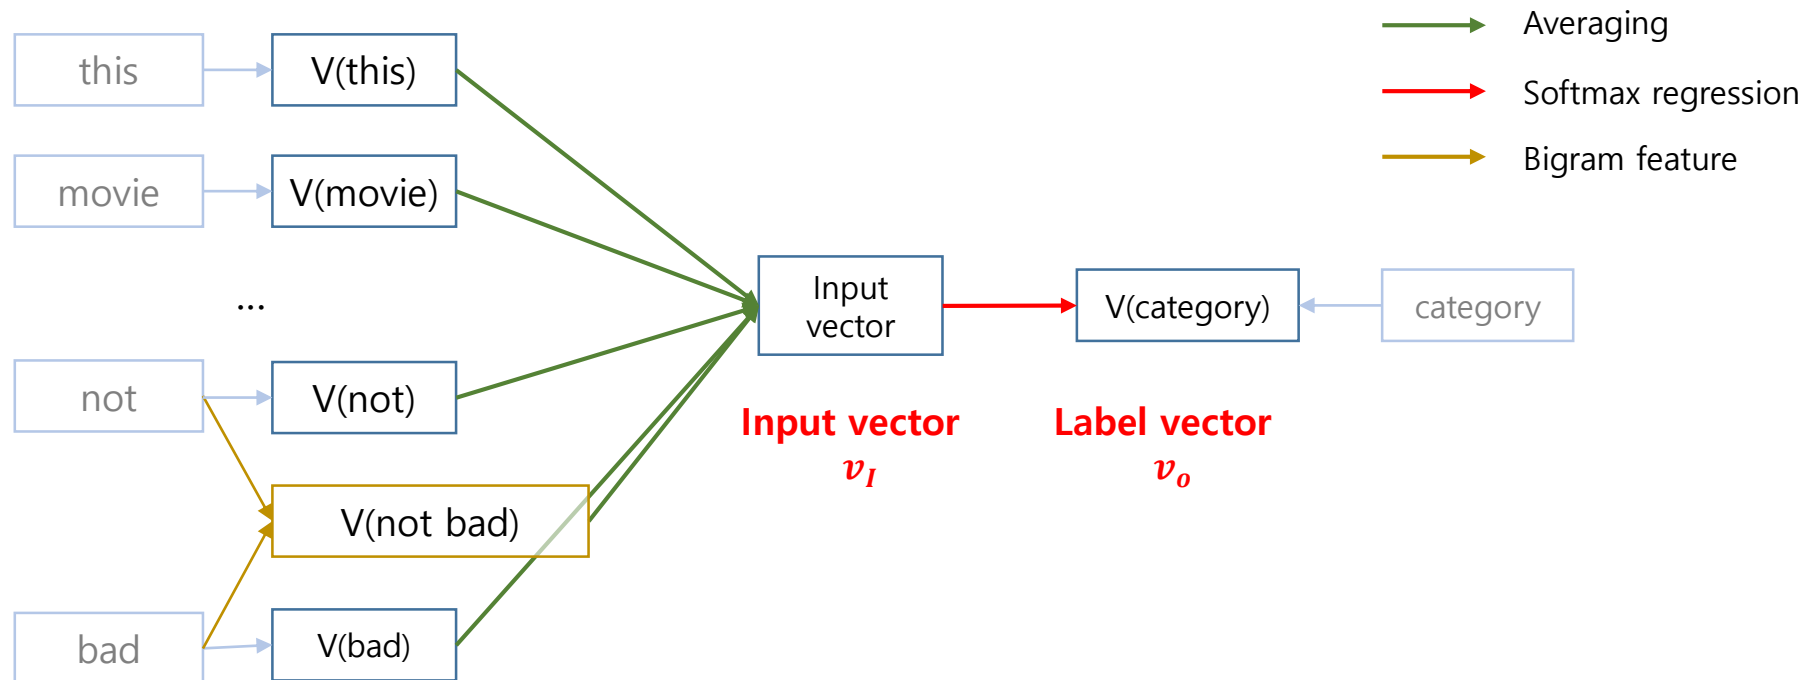 this
V(this)
movie
V(movie)
...
not
V(not)
V(not bad)
bad
V(bad)
Input
vector
V(category)
category
Input vector
v_I
Label vector
v_o
Averaging
Softmax regression
Bigram feature